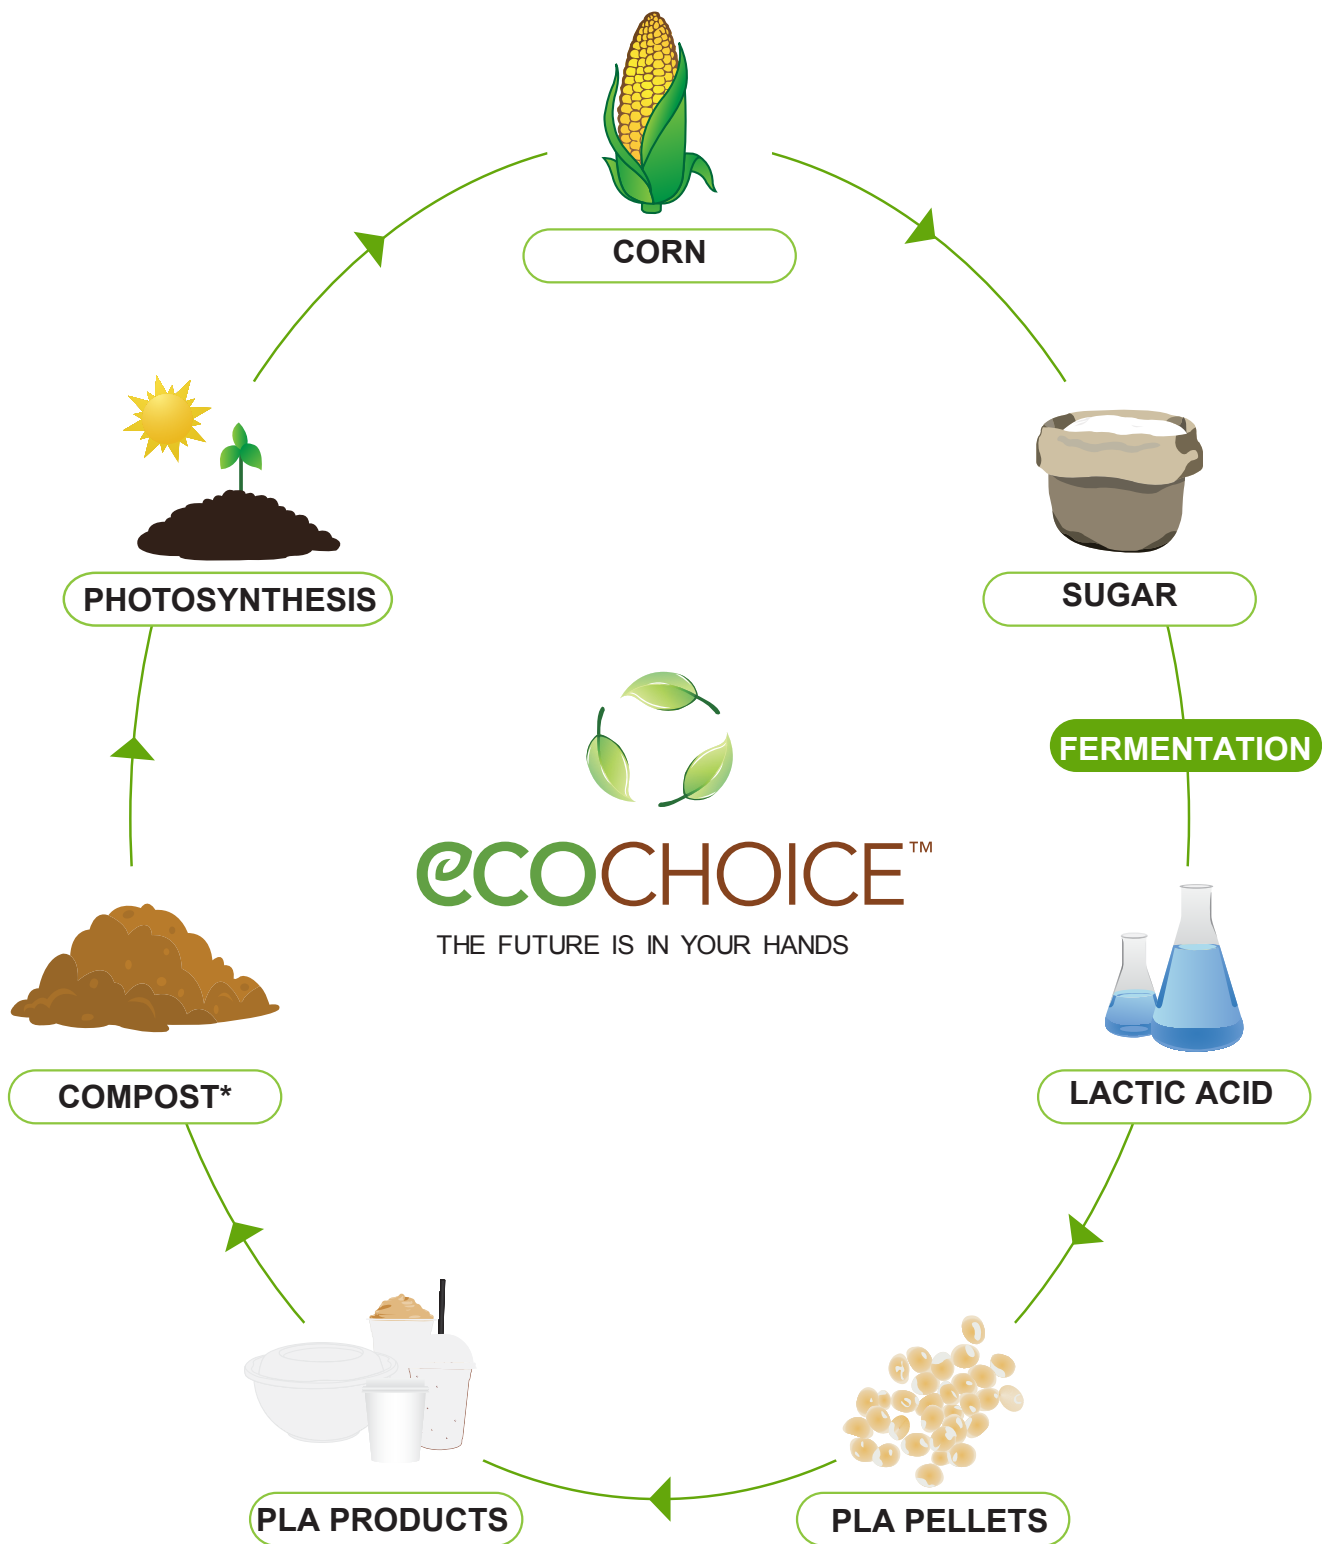 CORN
SUGAR
FERMENTATION
LACTIC ACID
PLA PELLETS
PLA PRODUCTS
COMPOST*
PHOTOSYNTHESIS
ecoCHOICE™
THE FUTURE IS IN YOUR HANDS